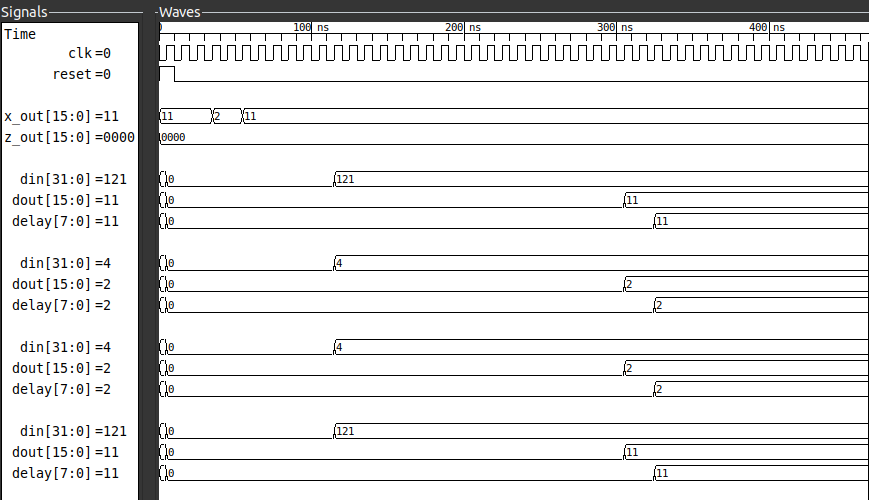 Signals Waves
Time 0 100 ns 200 ns 300 ns 400 ns
clk=0
reset=0
x_out[15:0]=11 11 2 11
z_out[15:0]=0000 0000
din[31:0]=121 0 121
dout[15:0]=11 0 11
delay[7:0]=11 0 11
din[31:0]=4 0 4
dout[15:0]=2 0 2
delay[7:0]=2 0 2
din[31:0]=4 0 4
dout[15:0]=2 0 2
delay[7:0]=2 0 2
din[31:0]=121 0 121
dout[15:0]=11 0 11
delay[7:0]=11 0 11